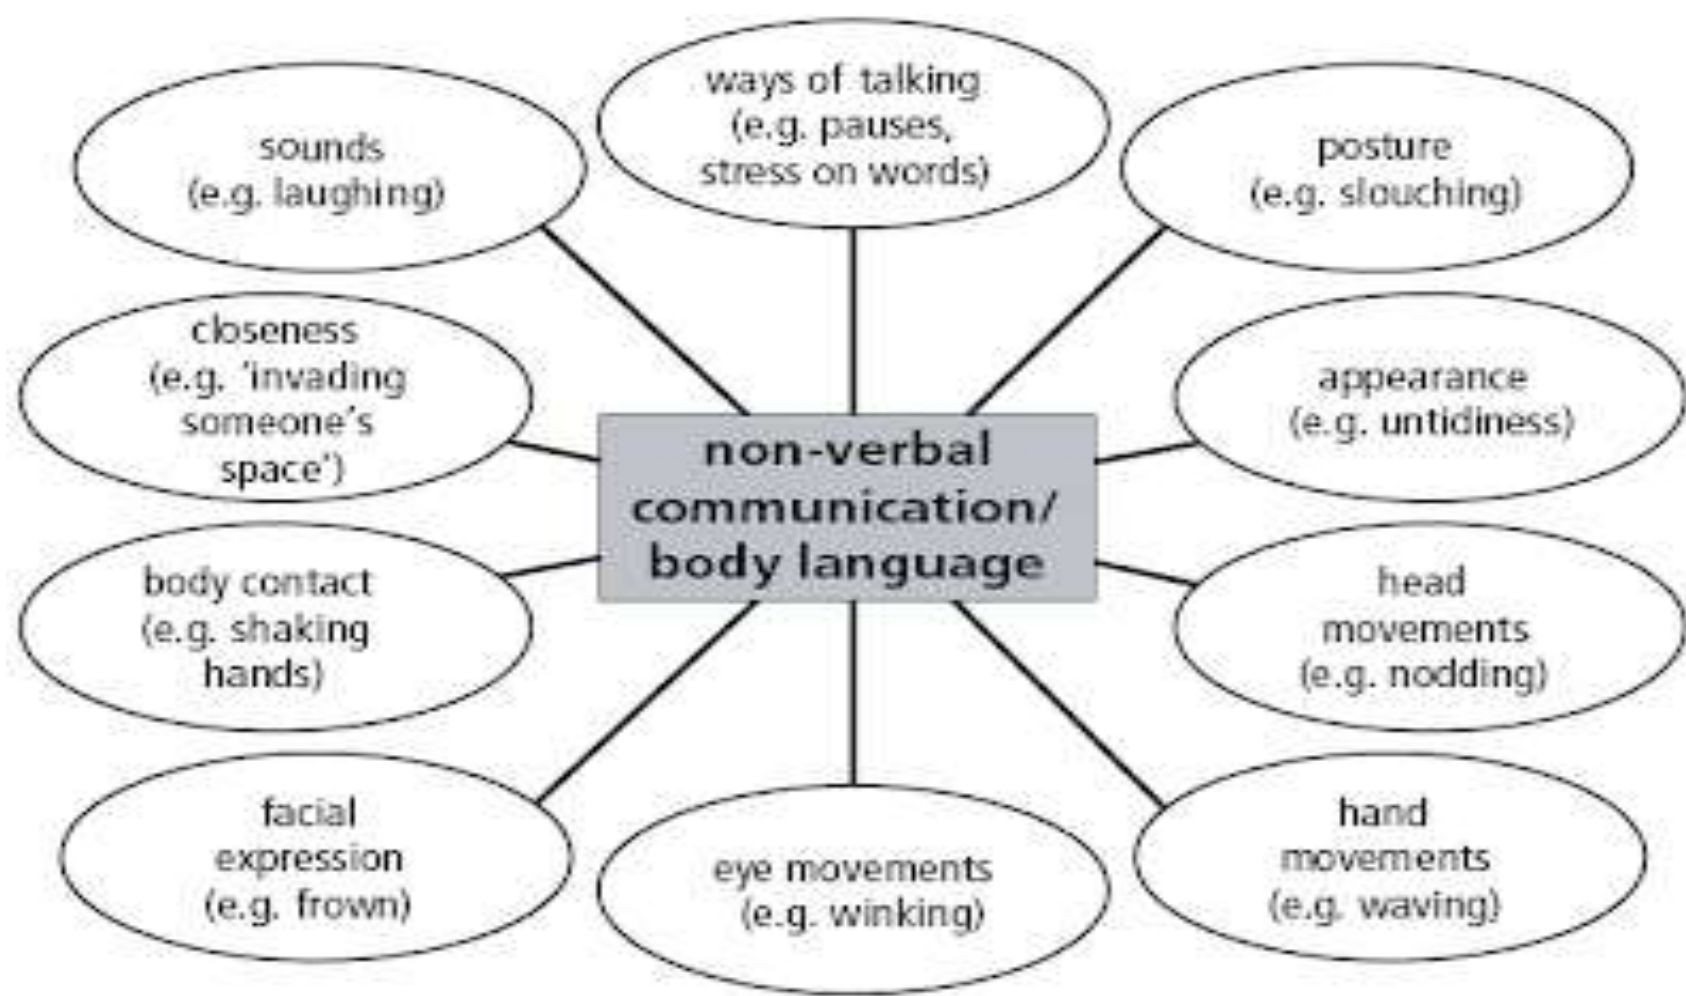 ways of talking
(e.g. pauses,
stress on words)
sounds
(e.g. laughing)
posture
(e.g. slouching)
closeness
(e.g. ‘invading
someone’s
space’)
appearance
(e.g. untidiness)
non-verbal
communication/
body language
body contact
(e.g. shaking
hands)
head
movements
(e.g. nodding)
facial
expression
(e.g. frown)
eye movements
(e.g. winking)
hand
movements
(e.g. waving)